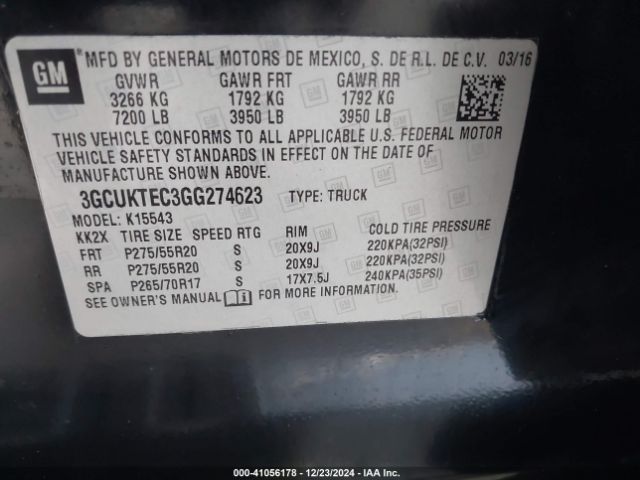 GM
MFD BY GENERAL MOTORS DE MEXICO, S. DE R.L. DE C.V. 03/16
GVWR GAWR FRT GAWR RR
3266 KG 1792 KG 1792 KG
7200 LB 3950 LB 3950 LB
THIS VEHICLE CONFORMS TO ALL APPLICABLE U.S. FEDERAL MOTOR
VEHICLE SAFETY STANDARDS IN EFFECT ON THE DATE OF
MANUFACTURE SHOWN ABOVE.
3GCUKTEC3GG274623 TYPE: TRUCK
MODEL: K15543
KK2X TIRE SIZE SPEED RTG RIM COLD TIRE PRESSURE
FRT P275/55R20 S 20X9J 220KPA(32PSI)
RR P275/55R20 S 20X9J 220KPA(32PSI)
SPA P265/70R17 S 17X7.5J 240KPA(35PSI)
SEE OWNER'S MANUAL FOR MORE INFORMATION.
000-41056178 - 12/23/2024 - IAA Inc.